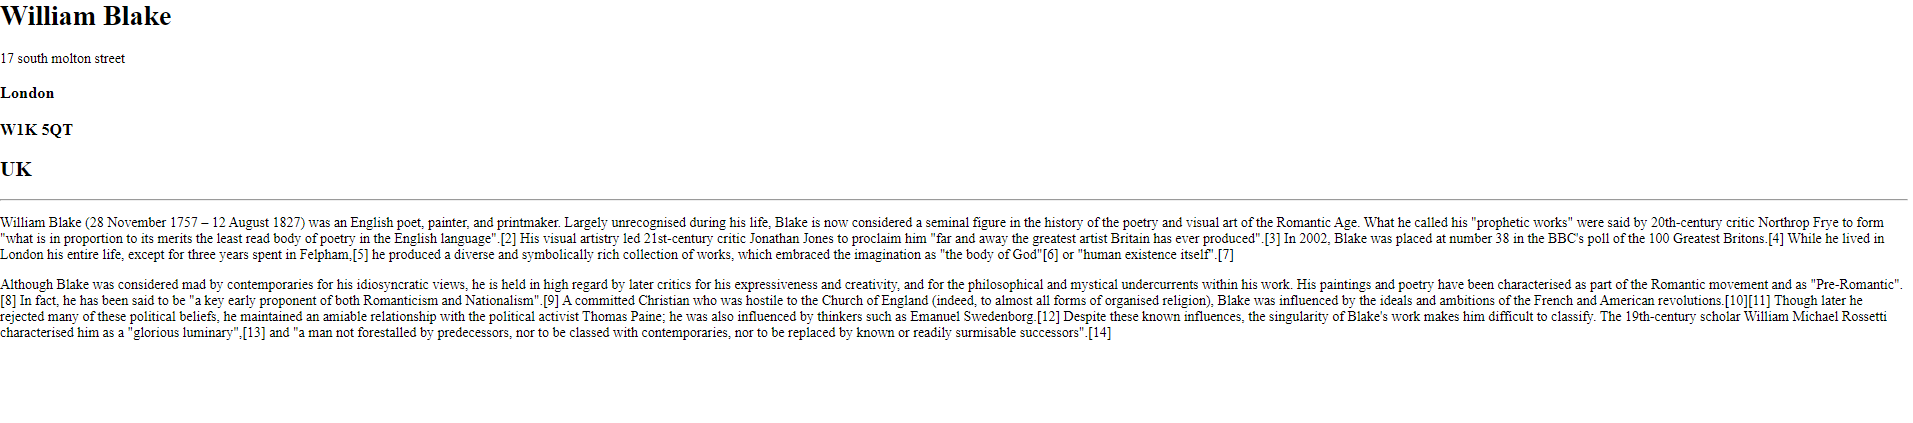 William Blake
17 south molton street
London
W1K 5QT
UK
William Blake (28 November 1757 – 12 August 1827) was an English poet, painter, and printmaker. Largely unrecognised during his life, Blake is now considered a seminal figure in the history of the poetry and visual art of the Romantic Age. What he called his "prophetic works" were said by 20th-century critic Northrop Frye to form
"what is in proportion to its merits the least read body of poetry in the English language".[2] His visual artistry led 21st-century critic Jonathan Jones to proclaim him "far and away the greatest artist Britain has ever produced".[3] In 2002, Blake was placed at number 38 in the BBC's poll of the 100 Greatest Britons.[4] While he lived in
London his entire life, except for three years spent in Felpham,[5] he produced a diverse and symbolically rich collection of works, which embraced the imagination as "the body of God"[6] or "human existence itself".[7]
Although Blake was considered mad by contemporaries for his idiosyncratic views, he is held in high regard by later critics for his expressiveness and creativity, and for the philosophical and mystical undercurrents within his work. His paintings and poetry have been characterised as part of the Romantic movement and as "Pre-Romantic".
[8] In fact, he has been said to be "a key early proponent of both Romanticism and Nationalism".[9] A committed Christian who was hostile to the Church of England (indeed, to almost all forms of organised religion), Blake was influenced by the ideals and ambitions of the French and American revolutions.[10][11] Though later he
rejected many of these political beliefs, he maintained an amiable relationship with the political activist Thomas Paine; he was also influenced by thinkers such as Emanuel Swedenborg.[12] Despite these known influences, the singularity of Blake's work makes him difficult to classify. The 19th-century scholar William Michael Rossetti
characterised him as a "glorious luminary",[13] and "a man not forestalled by predecessors, nor to be classed with contemporaries, nor to be replaced by known or readily surmisable successors".[14]